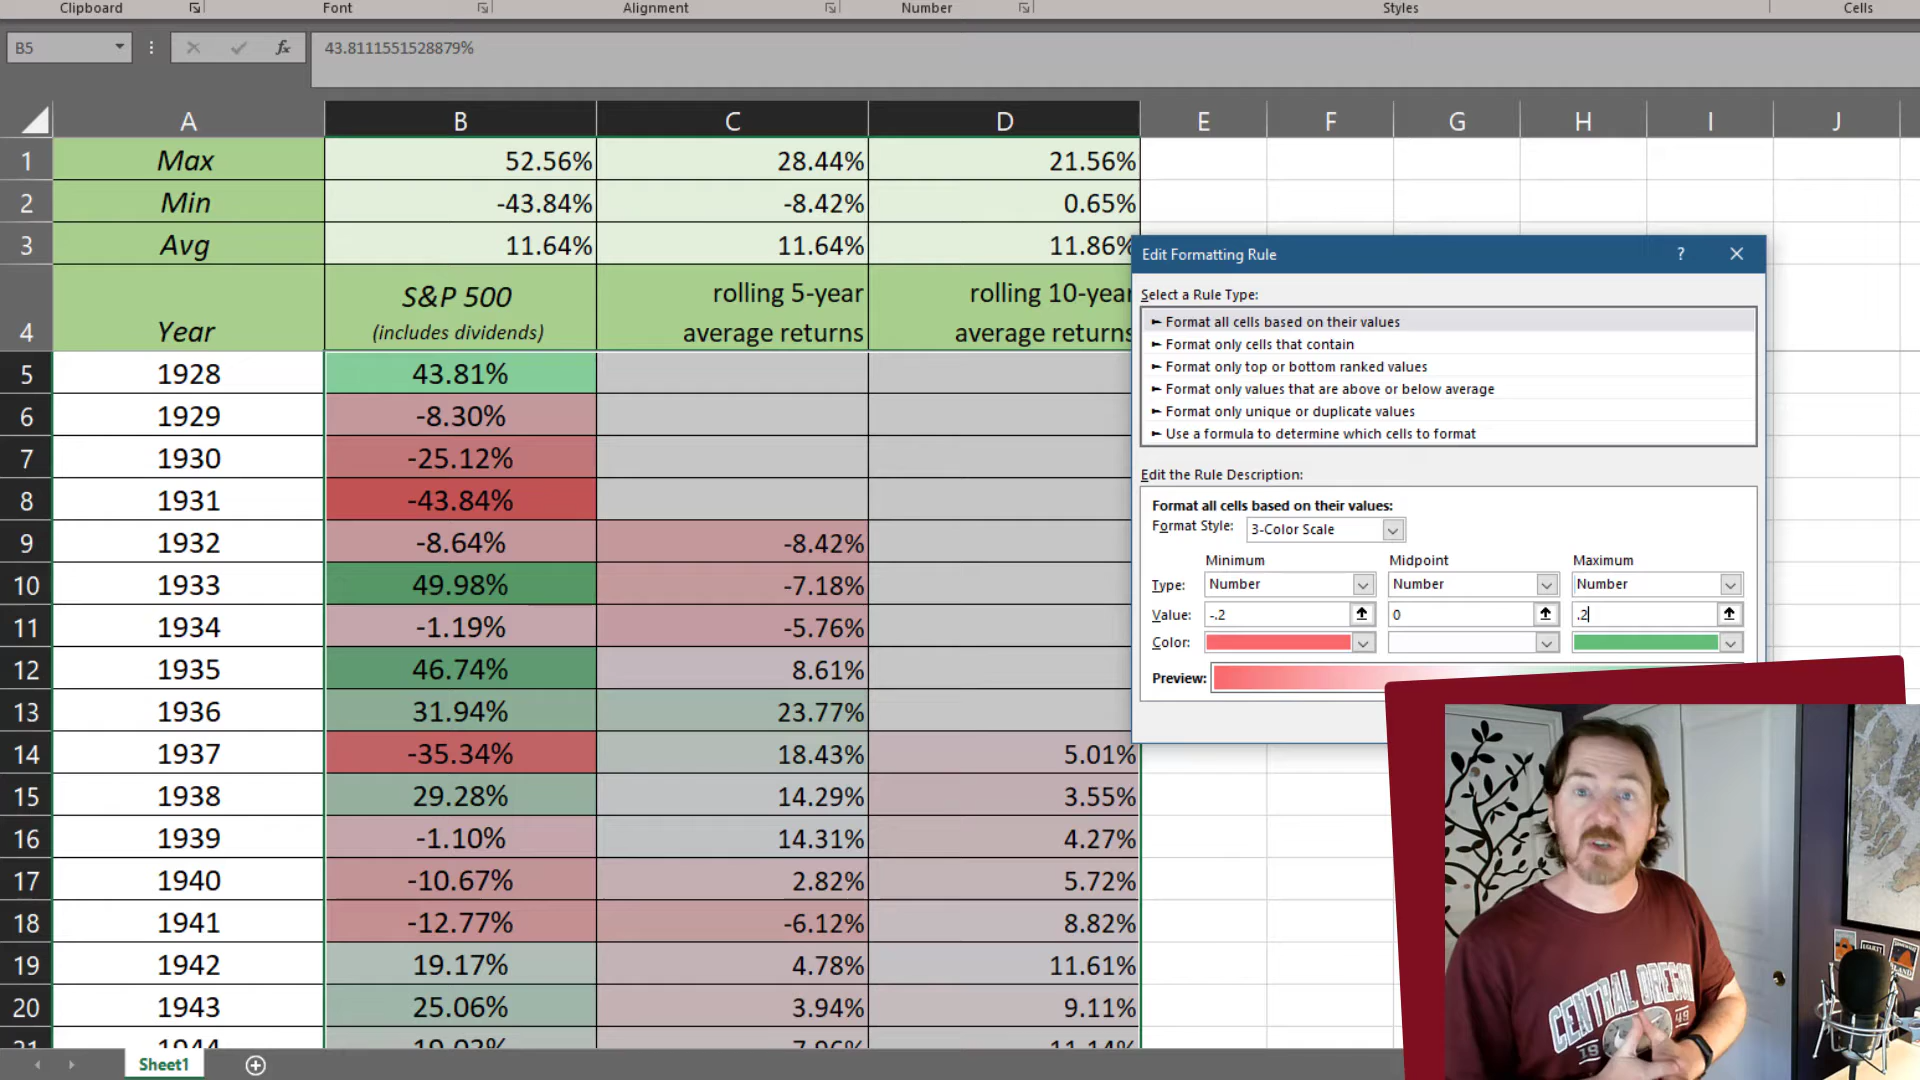 Clipboard Font Alignment Number Styles Cells
B5 fx 43.8111551528879%
A B C D E F G H I J
1 Max 52.56% 28.44% 21.56%
2 Min -43.84% -8.42% 0.65%
3 Avg 11.64% 11.64% 11.86%
S&P 500 rolling 5-year rolling 10-year
4 Year (includes dividends) average returns average returns
5 1928 43.81%
6 1929 -8.30%
7 1930 -25.12%
8 1931 -43.84%
9 1932 -8.64% -8.42%
10 1933 49.98% -7.18%
11 1934 -1.19% -5.76%
12 1935 46.74% 8.61%
13 1936 31.94% 23.77%
14 1937 -35.34% 18.43% 5.01%
15 1938 29.28% 14.29% 3.55%
16 1939 -1.10% 14.31% 4.27%
17 1940 -10.67% 2.82% 5.72%
18 1941 -12.77% -6.12% 8.82%
19 1942 19.17% 4.78% 11.61%
20 1943 25.06% 3.94% 9.11%
Sheet1
Edit Formatting Rule ?
Select a Rule Type:
► Format all cells based on their values
► Format only cells that contain
► Format only top or bottom ranked values
► Format only values that are above or below average
► Format only unique or duplicate values
► Use a formula to determine which cells to format
Edit the Rule Description:
Format all cells based on their values:
Format Style: 3-Color Scale
Minimum Midpoint Maximum
Type: Number Number Number
Value: -.2 0 .2
Color:
Preview:
CENTRAL OREGON
19 49